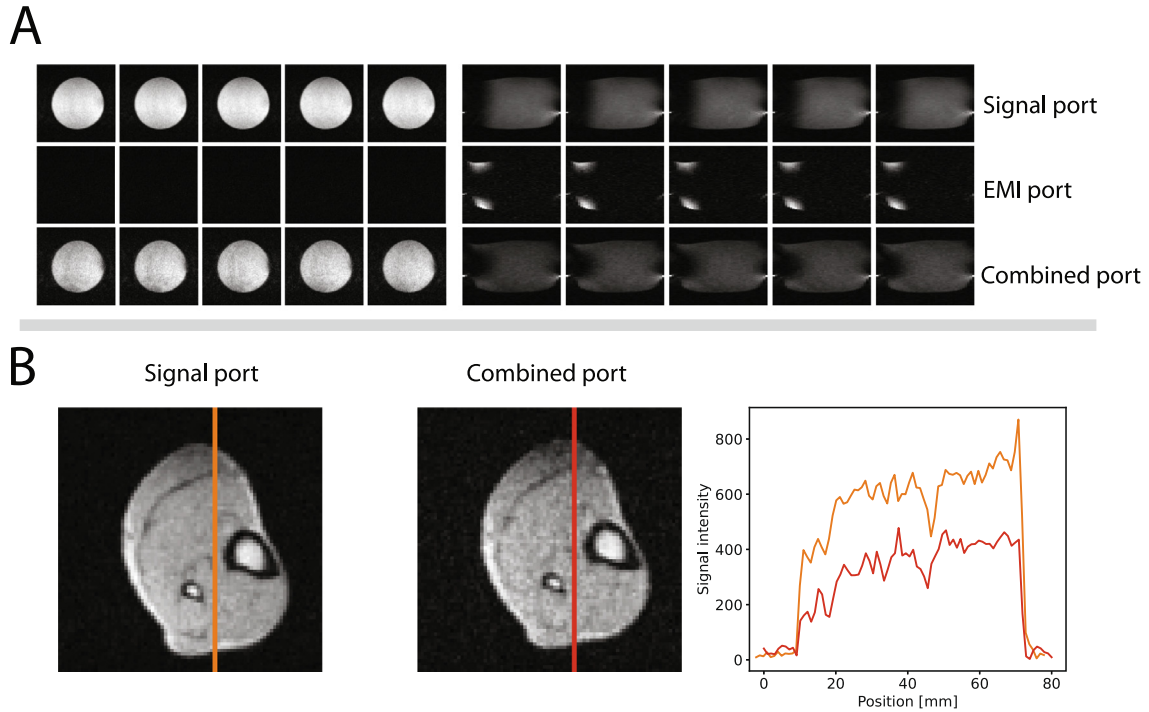 A
Signal port
EMI port
Combined port
B
Signal port
Combined port
Signal intensity
800
600
400
200
0
0 20 40 60 80
Position [mm]